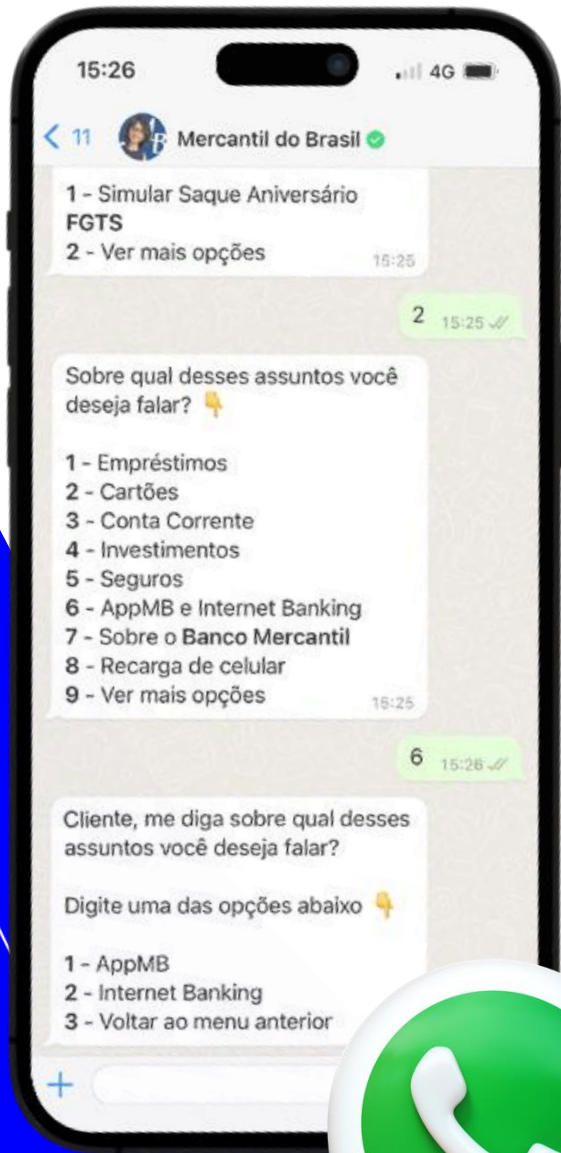 15:26
4G
11
Mercantil do Brasil
1 - Simular Saque Aniversário
FGTS
2 - Ver mais opções
15:25
2
15:25
Sobre qual desses assuntos você
deseja falar? 👇
1 - Empréstimos
2 - Cartões
3 - Conta Corrente
4 - Investimentos
5 - Seguros
6 - AppMB e Internet Banking
7 - Sobre o Banco Mercantil
8 - Recarga de celular
9 - Ver mais opções
15:25
6
15:26
Cliente, me diga sobre qual desses
assuntos você deseja falar?
Digite uma das opções abaixo 👇
1 - AppMB
2 - Internet Banking
3 - Voltar ao menu anterior